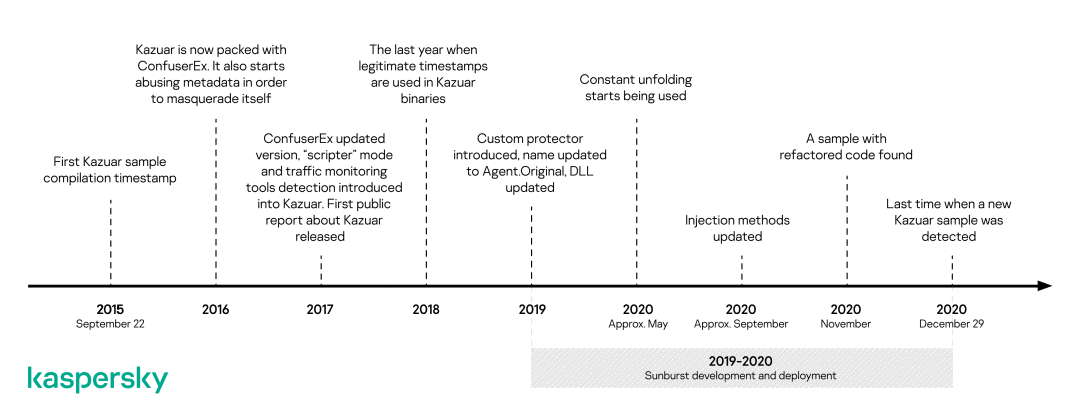 Kazuar is now packed with
ConfuserEx. It also starts
abusing metadata in order
to masquerade itself
The last year when
legitimate timestamps
are used in Kazuar
binaries
Constant unfolding
starts being used
First Kazuar sample
compilation timestamp
ConfuserEx updated
version, “scripter” mode
and traffic monitoring
tools detection introduced
into Kazuar. First public
report about Kazuar
released
Custom protector
introduced, name updated
to Agent.Original, DLL
updated
Injection methods
updated
A sample with
refactored code found
Last time when a new
Kazuar sample was
detected
2015
September 22
2016
2017
2018
2019
2020
Approx. May
2020
Approx. September
2020
November
2020
December 29
2019-2020
Sunburst development and deployment
kaspersky